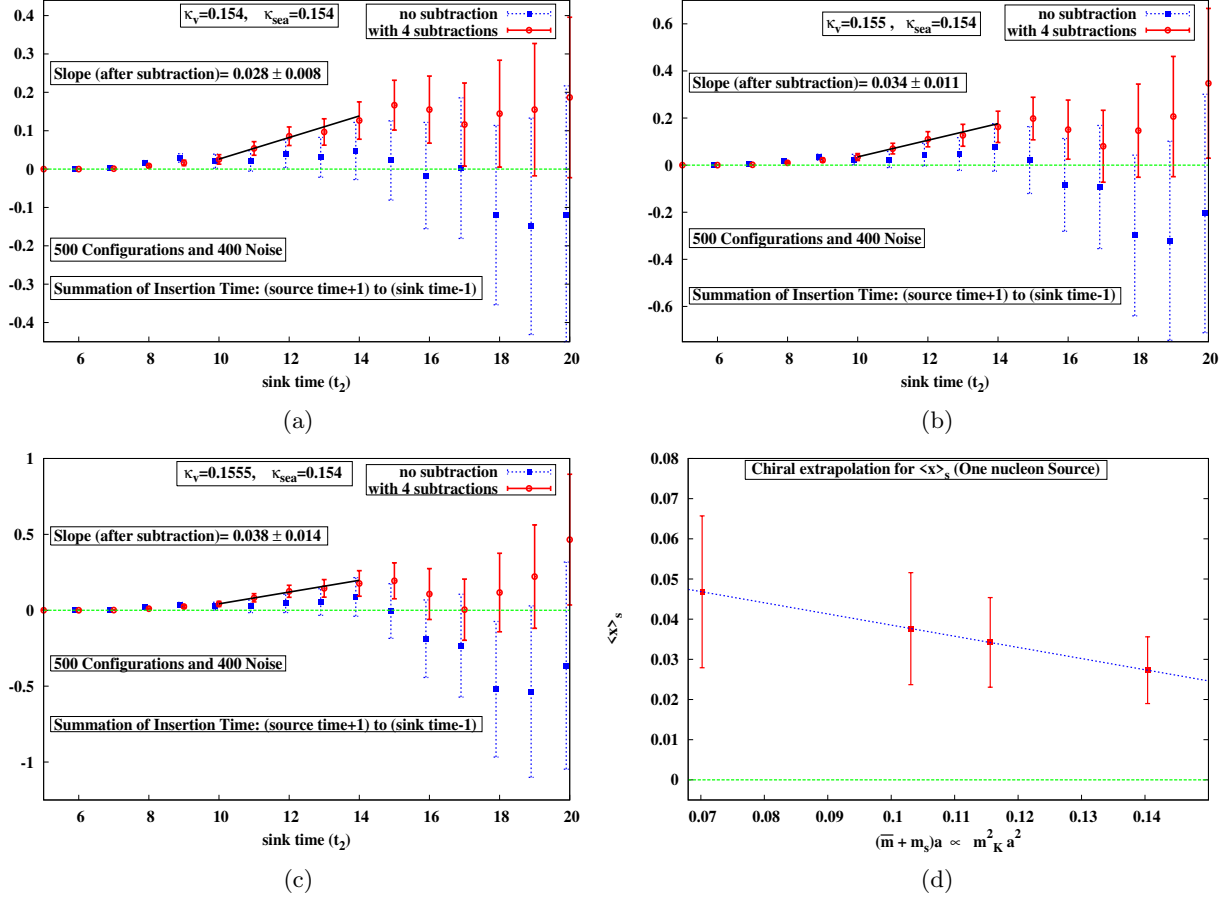 κv=0.154, κsea=0.154
no subtraction
with 4 subtractions
Slope (after subtraction)= 0.028 ± 0.008
500 Configurations and 400 Noise
Summation of Insertion Time: (source time+1) to (sink time-1)
0.4
0.3
0.2
0.1
0
-0.1
-0.2
-0.3
-0.4
6 8 10 12 14 16 18 20
sink time (t2)
(a)
κv=0.155 , κsea=0.154
no subtraction
with 4 subtractions
Slope (after subtraction)= 0.034 ± 0.011
500 Configurations and 400 Noise
Summation of Insertion Time: (source time+1) to (sink time-1)
0.6
0.4
0.2
0
-0.2
-0.4
-0.6
6 8 10 12 14 16 18 20
sink time (t2)
(b)
κv=0.1555, κsea=0.154
no subtraction
with 4 subtractions
Slope (after subtraction)= 0.038 ± 0.014
500 Configurations and 400 Noise
Summation of Insertion Time: (source time+1) to (sink time-1)
1
0.5
0
-0.5
-1
6 8 10 12 14 16 18 20
sink time (t2)
(c)
Chiral extrapolation for <x>s (One nucleon Source)
<x>s
0.08
0.07
0.06
0.05
0.04
0.03
0.02
0.01
0
0.07 0.08 0.09 0.1 0.11 0.12 0.13 0.14
(m̅ + ms)a ∝ m²K a²
(d)